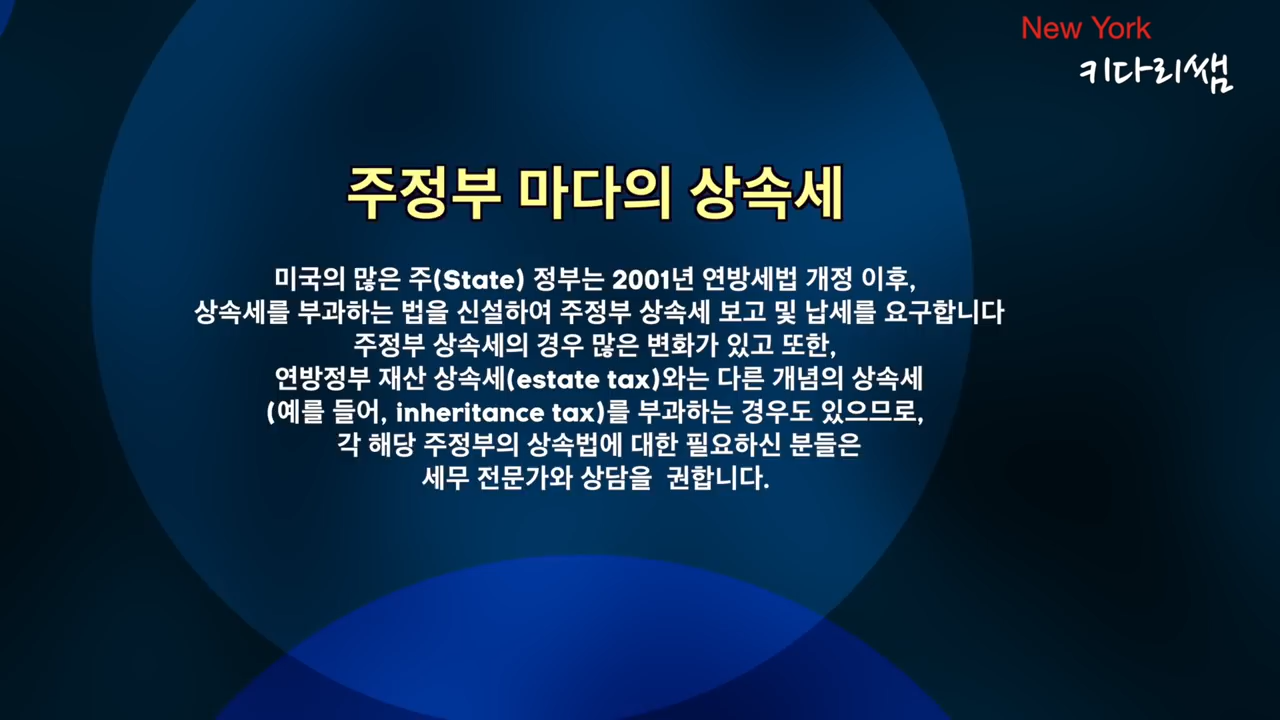 New York
키다리쌤
주정부 마다의 상속세
미국의 많은 주(State) 정부는 2001년 연방세법 개정 이후,
상속세를 부과하는 법을 신설하여 주정부 상속세 보고 및 납세를 요구합니다
주정부 상속세의 경우 많은 변화가 있고 또한,
연방정부 재산 상속세(estate tax)와는 다른 개념의 상속세
(예를 들어, inheritance tax)를 부과하는 경우도 있으므로,
각 해당 주정부의 상속법에 대한 필요하신 분들은
세무 전문가와 상담을 권합니다.